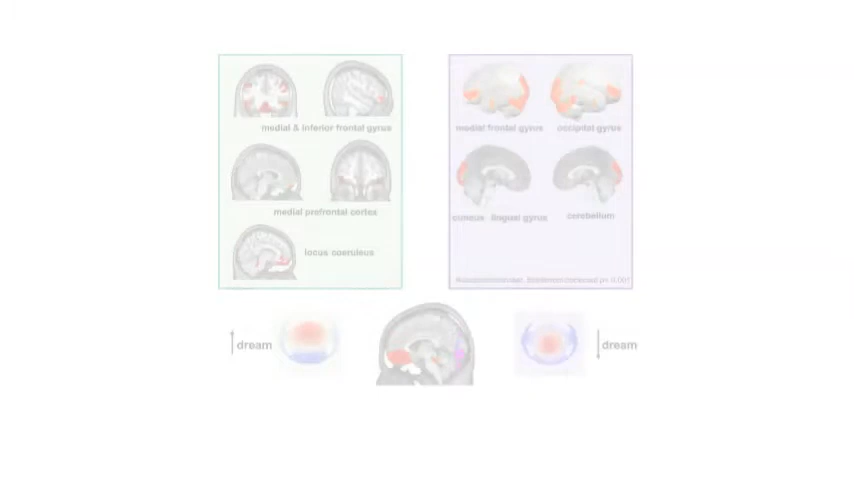 medial & inferior frontal gyrus
medial prefrontal cortex
locus coeruleus
medial frontal gyrus
occipital gyrus
cuneus
lingual gyrus
cerebellum
dream
dream